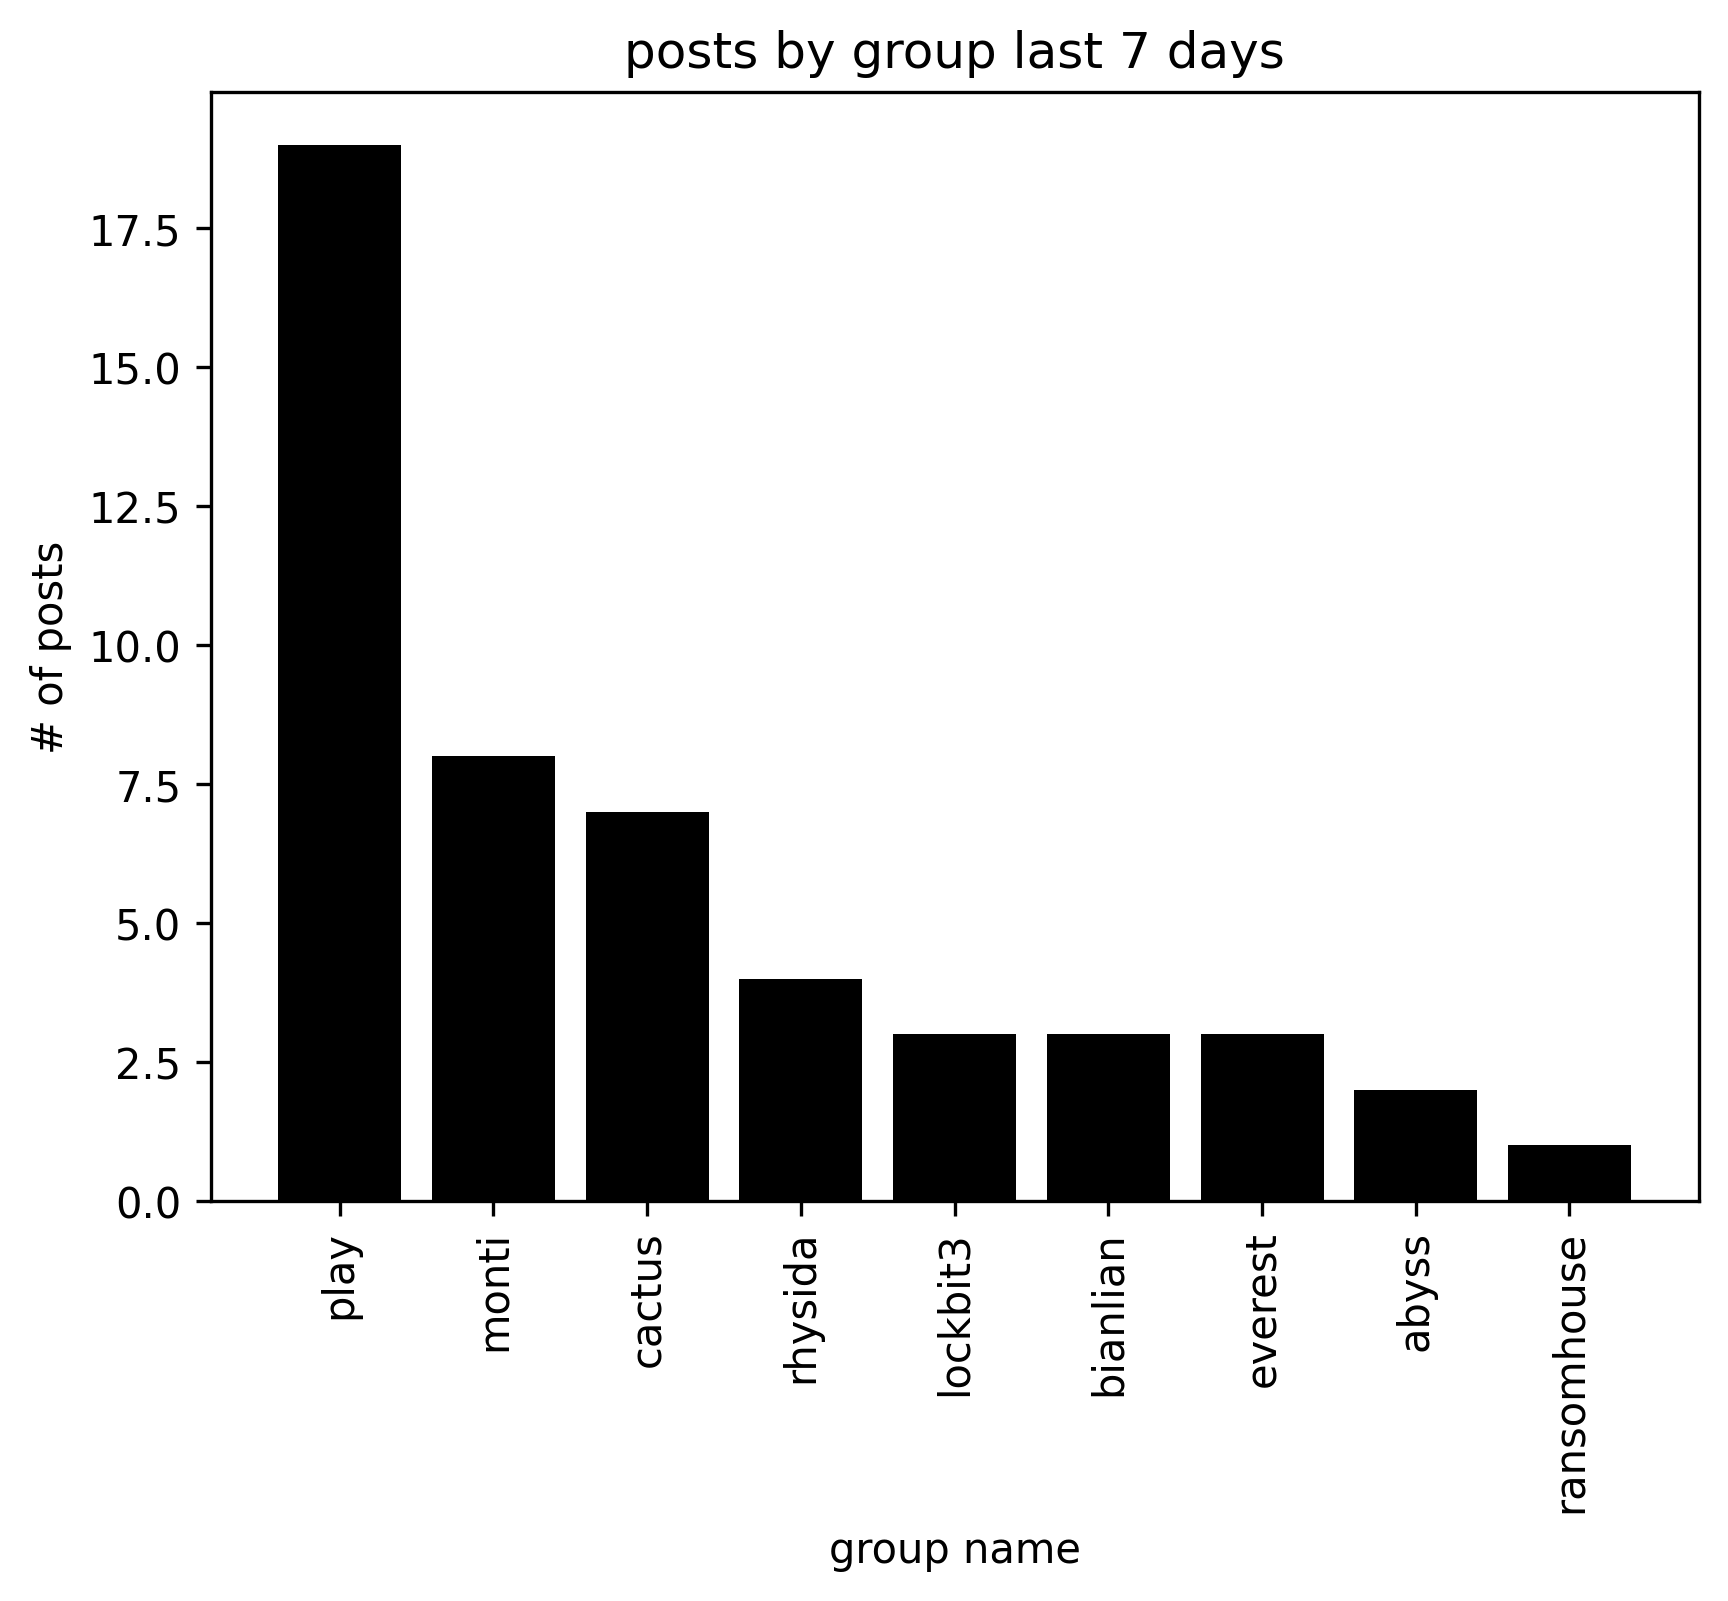 posts by group last 7 days
# of posts
17.5
15.0
12.5
10.0
7.5
5.0
2.5
0.0
play
monti
cactus
rhysida
lockbit3
bianlian
everest
abyss
ransomhouse
group name